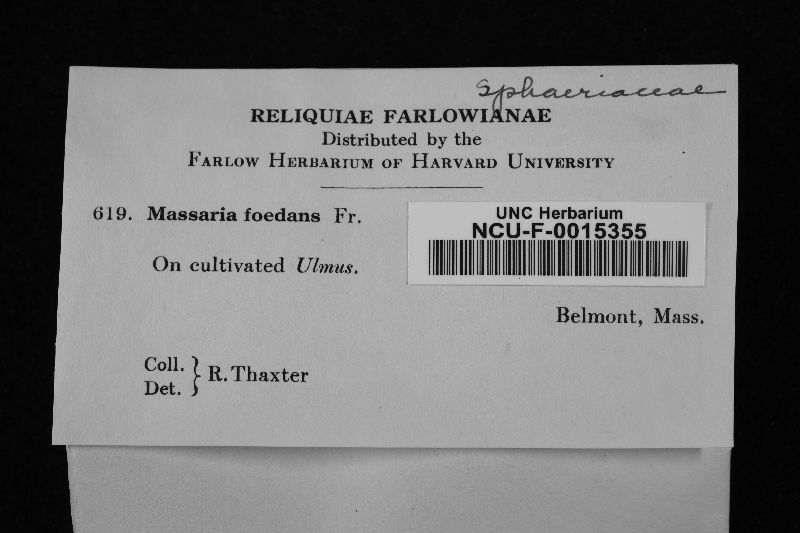 Sphaeriaceae
RELIQUIAE FARLOWIANAE
Distributed by the
FARLOW HERBARIUM OF HARVARD UNIVERSITY
619. Massaria foedans Fr.
UNC Herbarium
NCU-F-0015355
On cultivated Ulmus.
Belmont, Mass.
Coll. } R. Thaxter
Det.